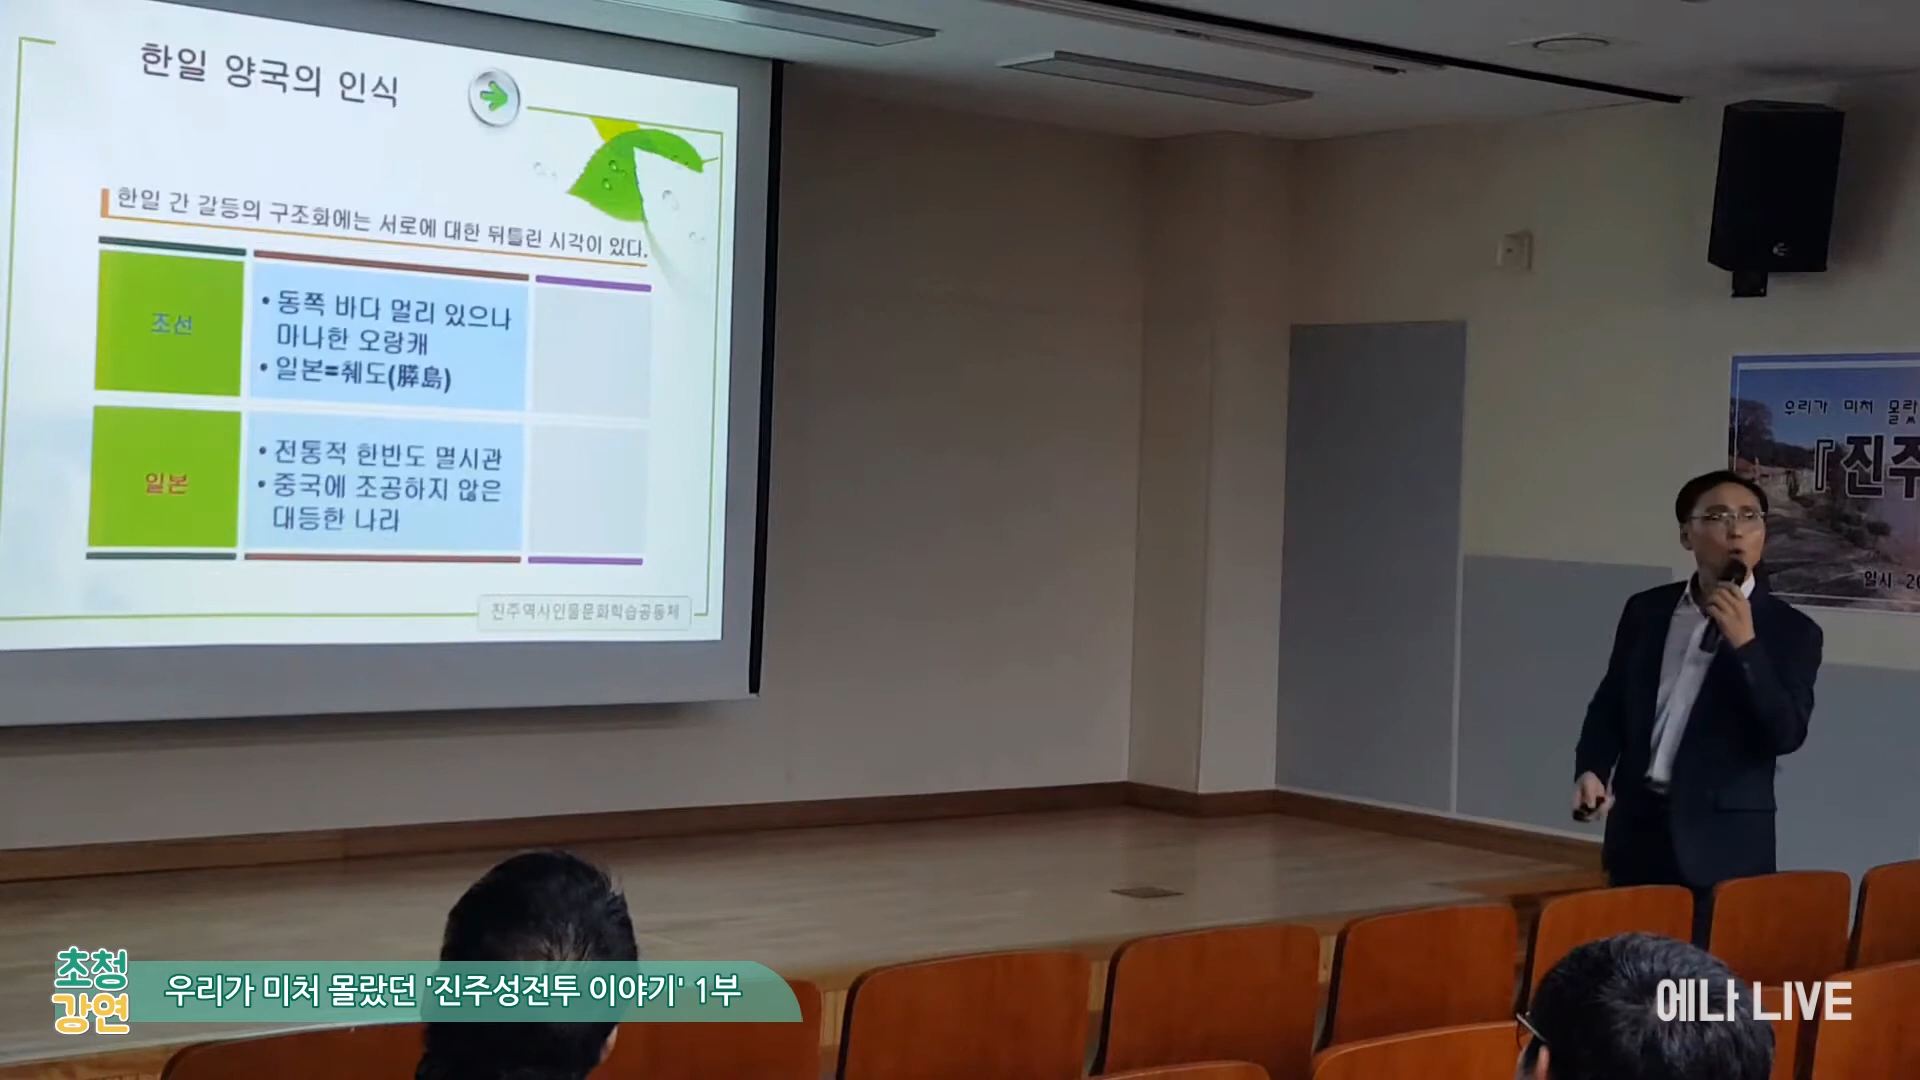 한일 양국의 인식
한일 간 갈등의 구조화에는 서로에 대한 뒤틀린 시각이 있다.
조선
• 동쪽 바다 멀리 있으나
마나한 오랑캐
• 일본=췌도(膵島)
일본
• 전통적 한반도 멸시관
• 중국에 조공하지 않은
대등한 나라
진주역사인물문화학습공동체
우리가 미처 몰랐
『진주
일시 20
초청
강연
우리가 미처 몰랐던 '진주성전투 이야기' 1부
에나 LIVE